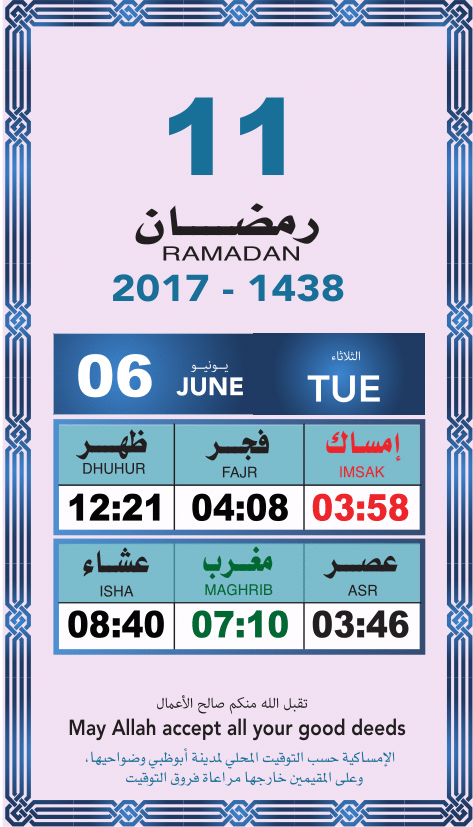 11
رمضان
RAMADAN
2017 - 1438
06 يونيو JUNE الثلاثاء TUE
ظهر فجر إمساك
DHUHUR FAJR IMSAK
12:21 04:08 03:58
عشاء مغرب عصر
ISHA MAGHRIB ASR
08:40 07:10 03:46
تقبل الله منكم صالح الأعمال
May Allah accept all your good deeds
الإمساكية حسب التوقيت المحلي لمدينة أبوظبي وضواحيها،
وعلى المقيمين خارجها مراعاة فروق التوقيت